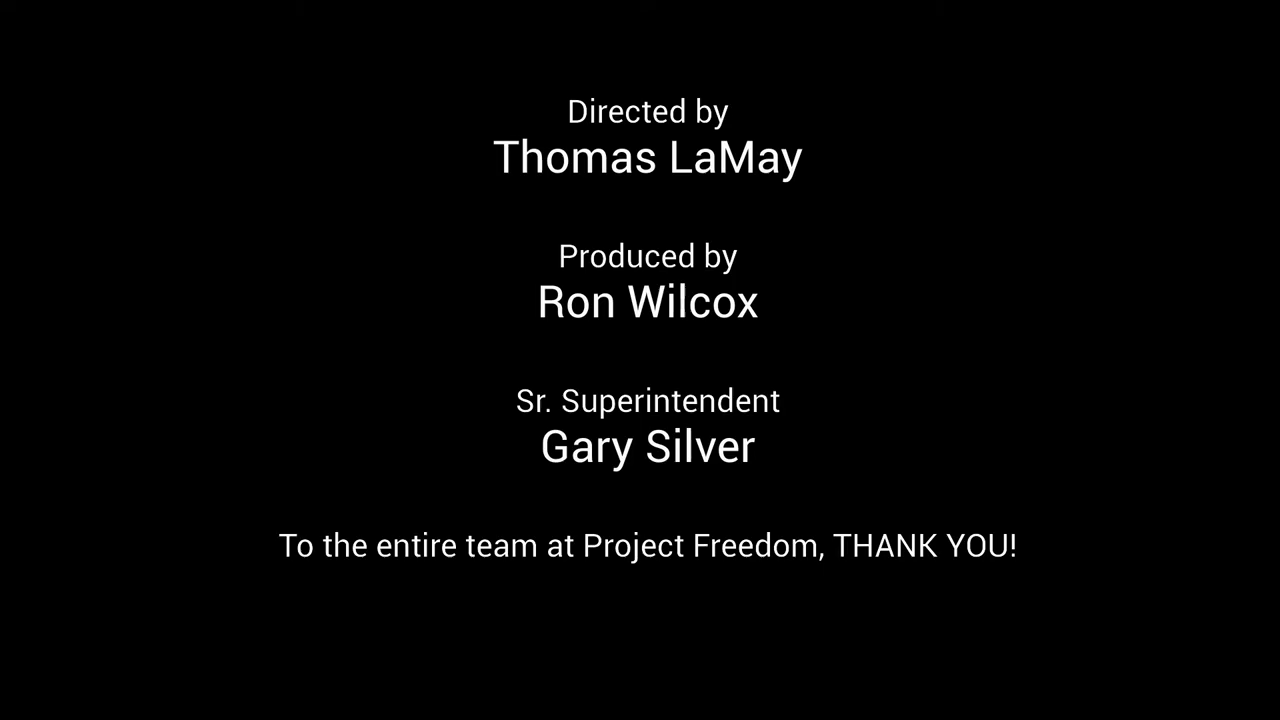 Directed by
Thomas LaMay
Produced by
Ron Wilcox
Sr. Superintendent
Gary Silver
To the entire team at Project Freedom, THANK YOU!